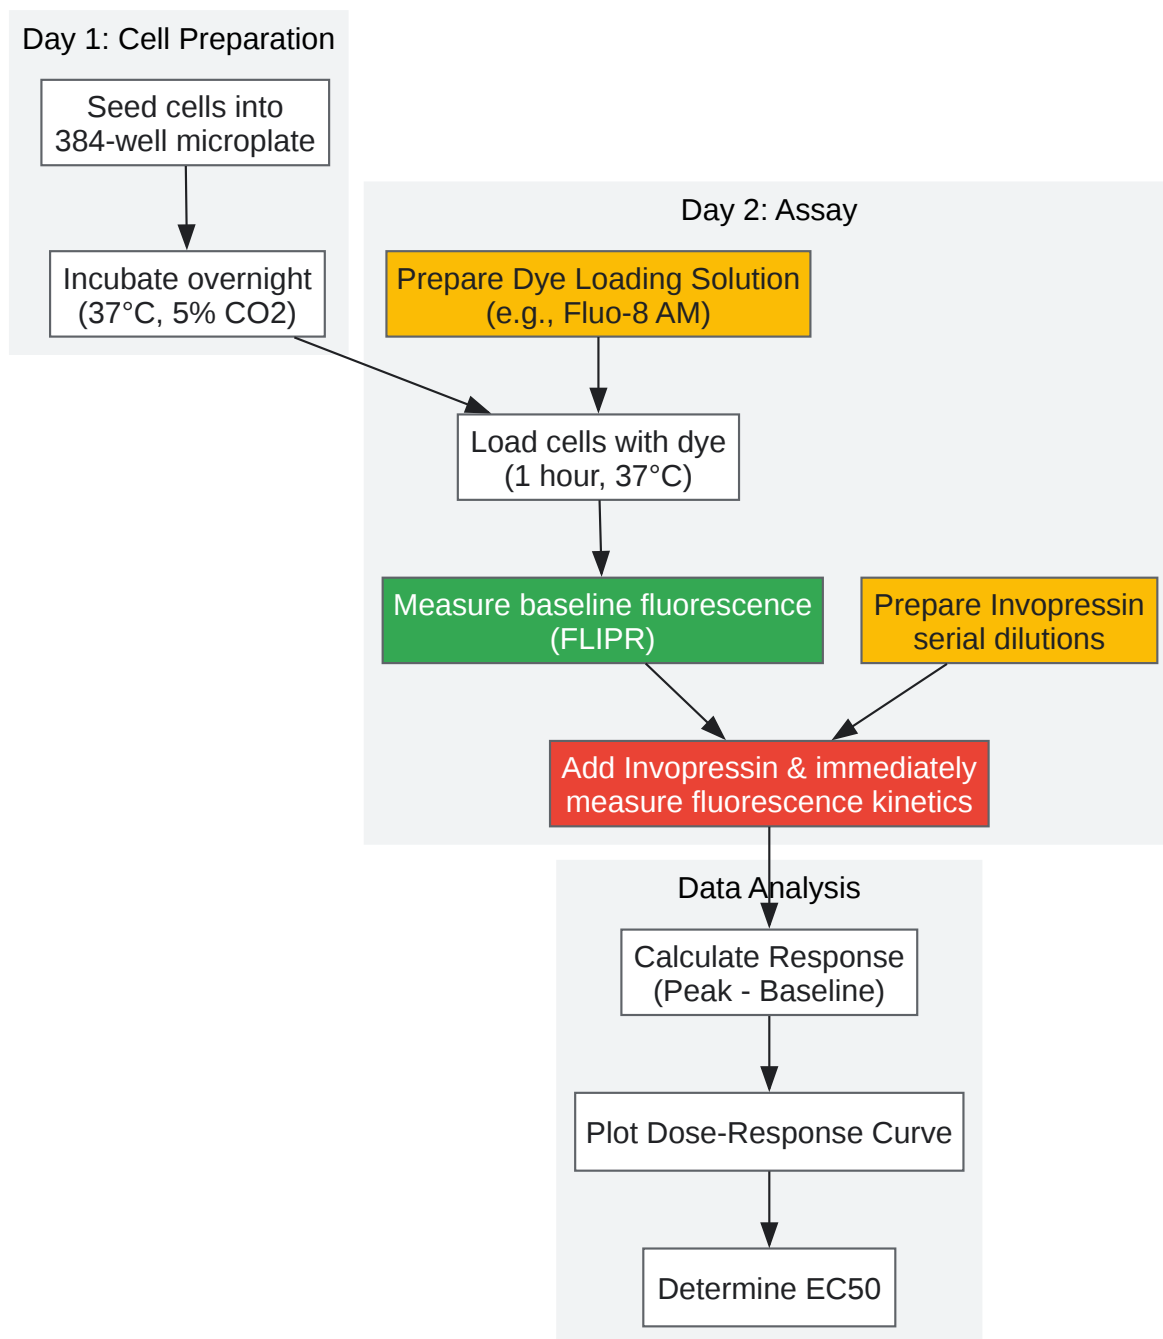 Day 1: Cell Preparation
Seed cells into
384-well microplate
Incubate overnight
(37°C, 5% CO2)
Day 2: Assay
Prepare Dye Loading Solution
(e.g., Fluo-8 AM)
Load cells with dye
(1 hour, 37°C)
Measure baseline fluorescence
(FLIPR)
Prepare Invopressin
serial dilutions
Add Invopressin & immediately
measure fluorescence kinetics
Data Analysis
Calculate Response
(Peak - Baseline)
Plot Dose-Response Curve
Determine EC50